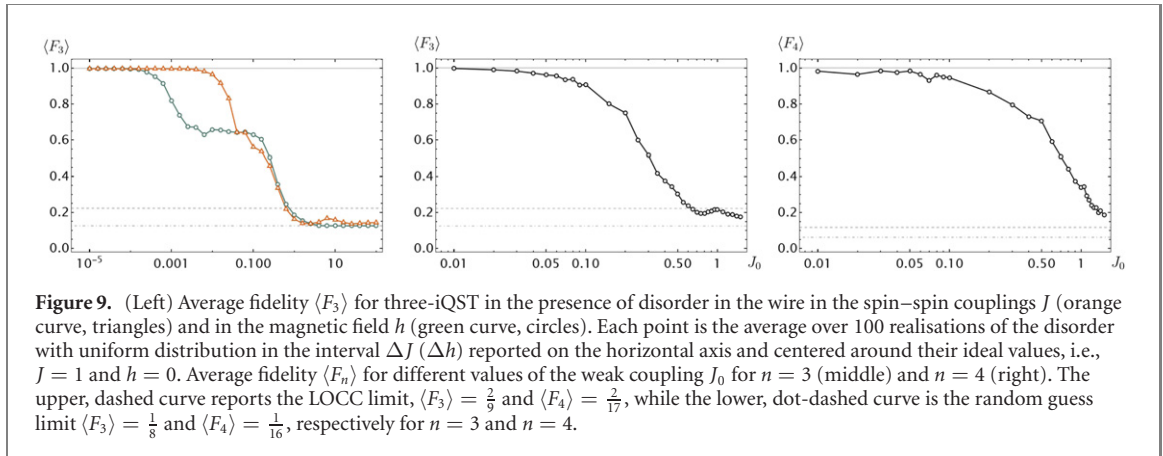 ⟨F₃⟩ ⟨F₃⟩ ⟨F₄⟩
1.0 1.0 1.0
0.8 0.8 0.8
0.6 0.6 0.6
0.4 0.4 0.4
0.2 0.2 0.2
0.0 0.0 0.0
10⁻⁵ 0.001 0.100 10 0.01 0.05 0.10 0.50 1 J₀ 0.01 0.05 0.10 0.50 1 J₀
Figure 9. (Left) Average fidelity ⟨F₃⟩ for three-iQST in the presence of disorder in the wire in the spin–spin couplings J (orange
curve, triangles) and in the magnetic field h (green curve, circles). Each point is the average over 100 realisations of the disorder
with uniform distribution in the interval ΔJ (Δh) reported on the horizontal axis and centered around their ideal values, i.e.,
J = 1 and h = 0. Average fidelity ⟨Fₙ⟩ for different values of the weak coupling J₀ for n = 3 (middle) and n = 4 (right). The
upper, dashed curve reports the LOCC limit, ⟨F₃⟩ = 2/9 and ⟨F₄⟩ = 2/17, while the lower, dot-dashed curve is the random guess
limit ⟨F₃⟩ = 1/8 and ⟨F₄⟩ = 1/16, respectively for n = 3 and n = 4.